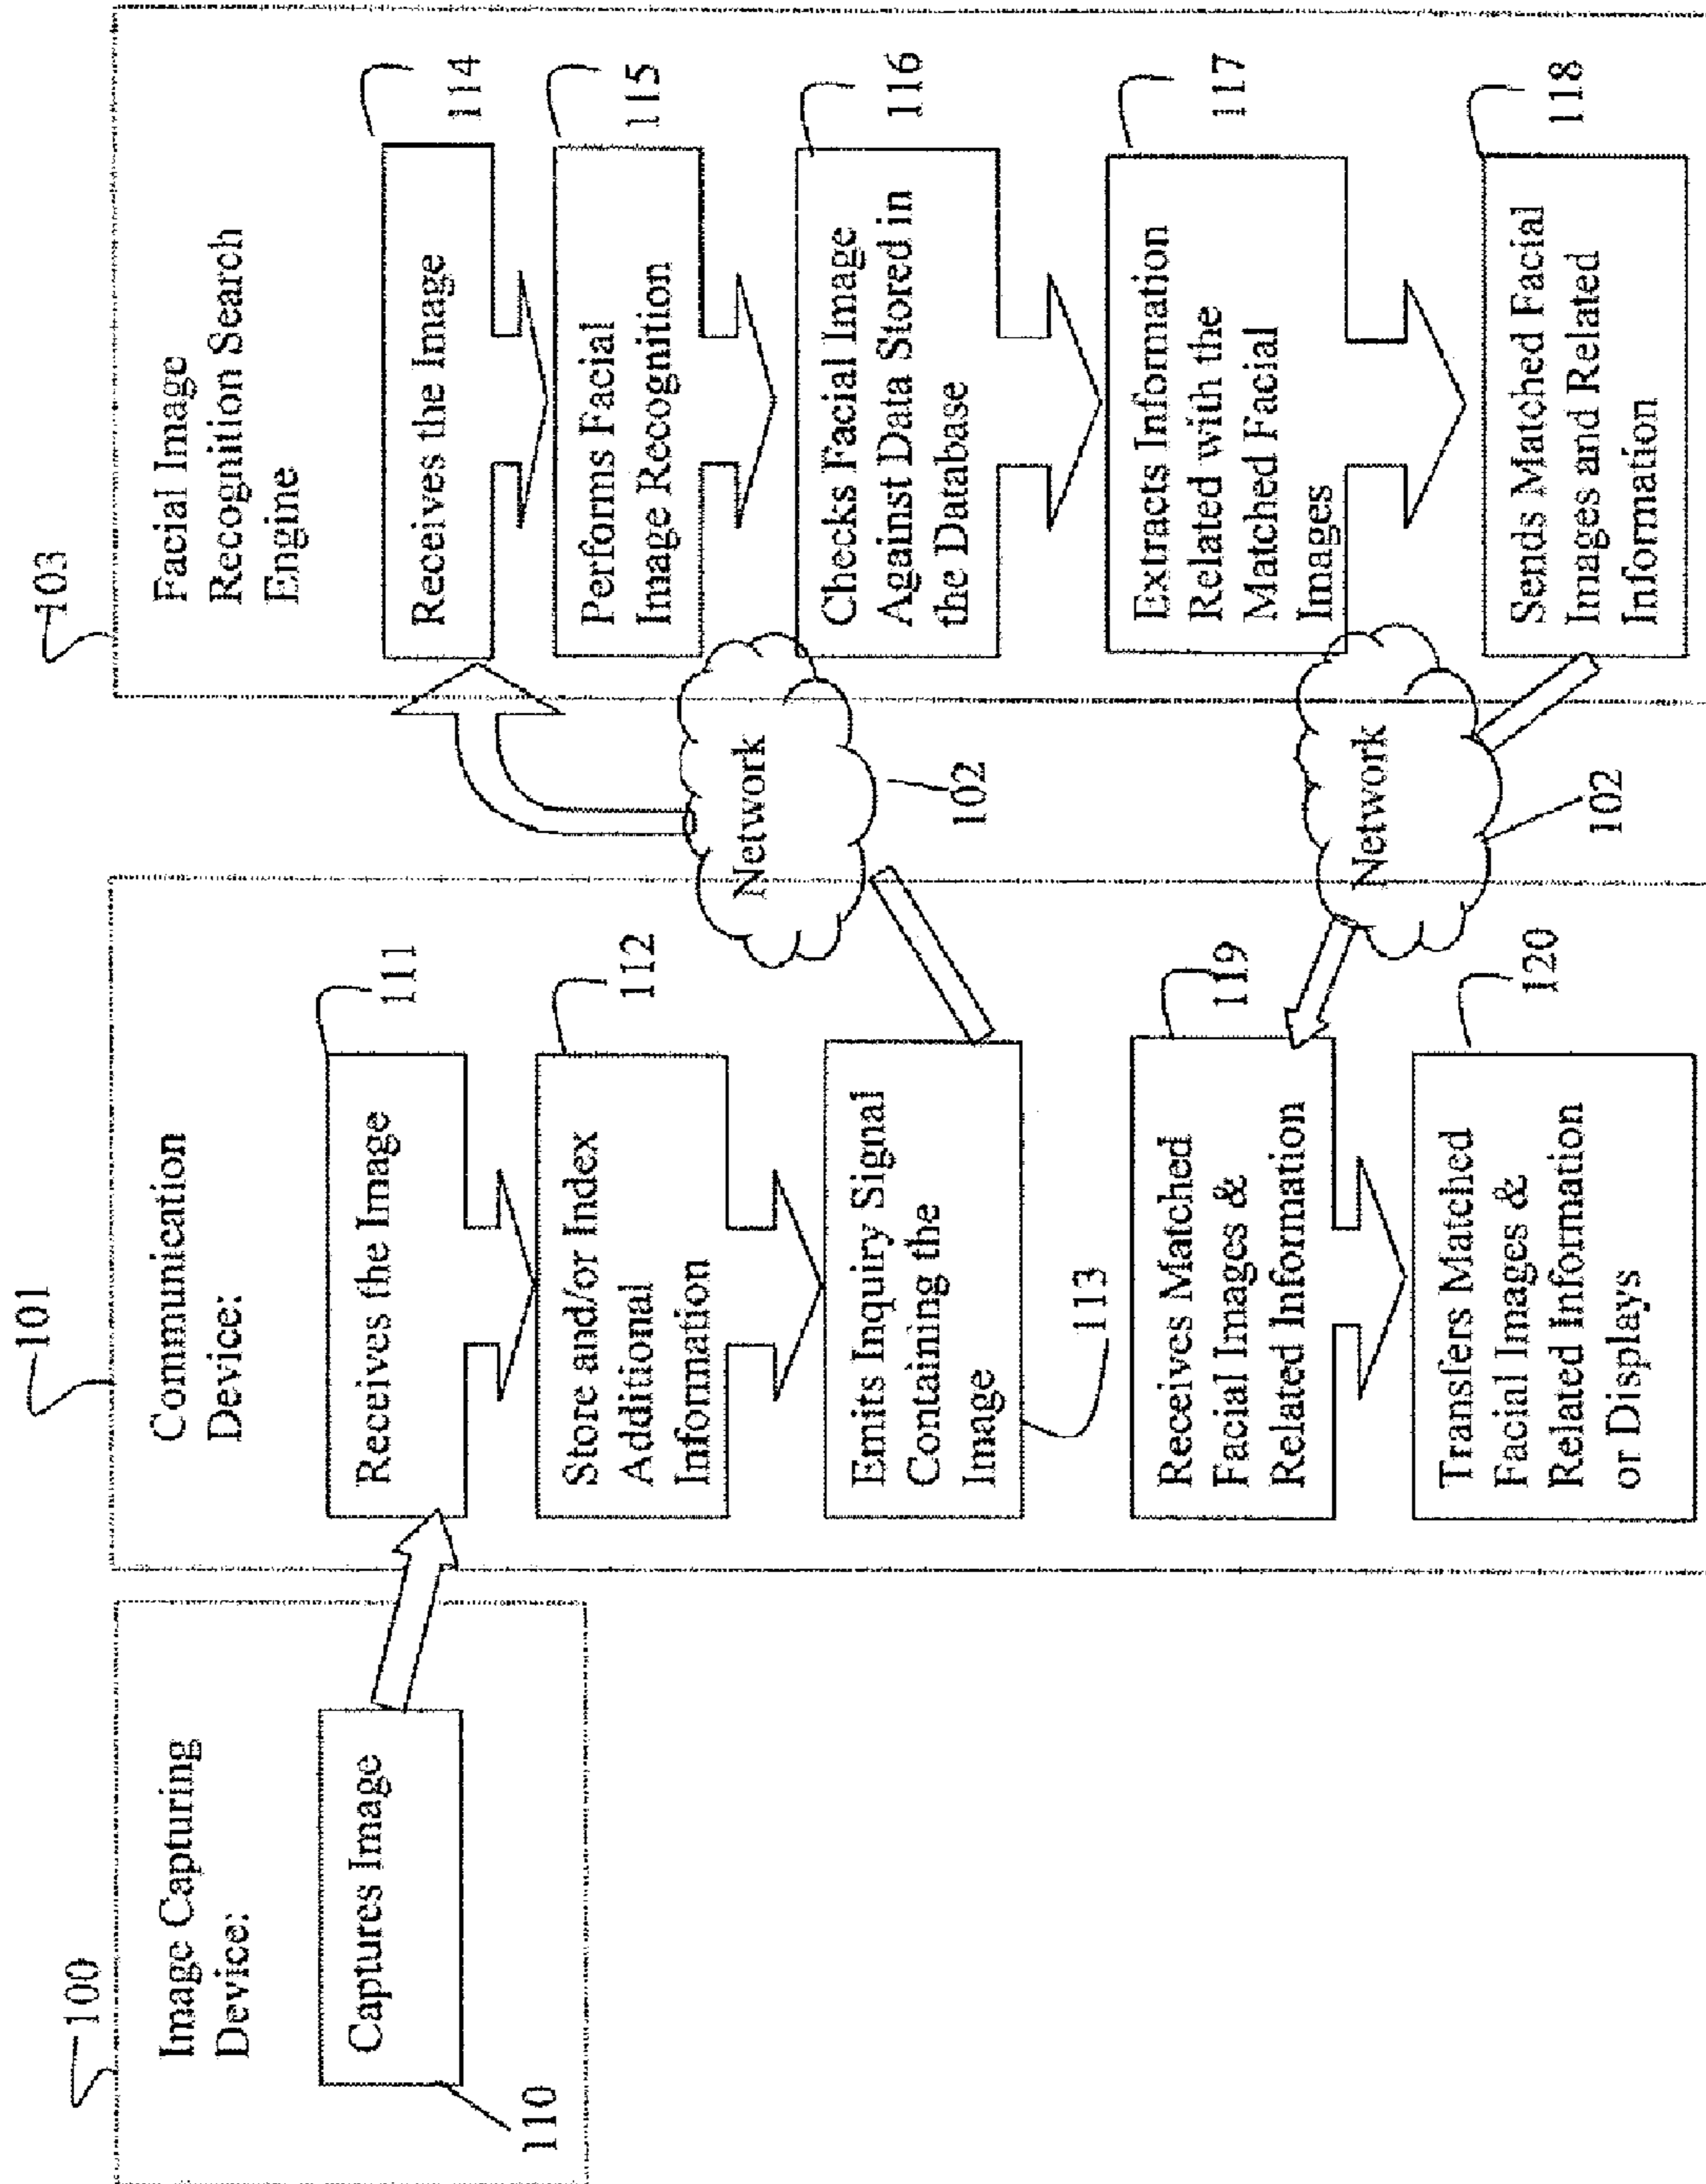 100
Image Capturing
Device:
Captures Image
110
101
Communication
Device:
Receives the Image
111
Store and/or Index
Additional
Information
112
Emits Inquiry Signal
Containing the
Image
113
Receives Matched
Facial Images &
Related Information
119
Transfers Matched
Facial Images &
Related Information
or Displays
120
Network
102
Network
102
103
Facial Image
Recognition Search
Engine
Receives the Image
114
Performs Facial
Image Recognition
115
Checks Facial Image
Against Data Stored in
the Database
116
Extracts Information
Related with the
Matched Facial
Images
117
Sends Matched Facial
Images and Related
Information
118